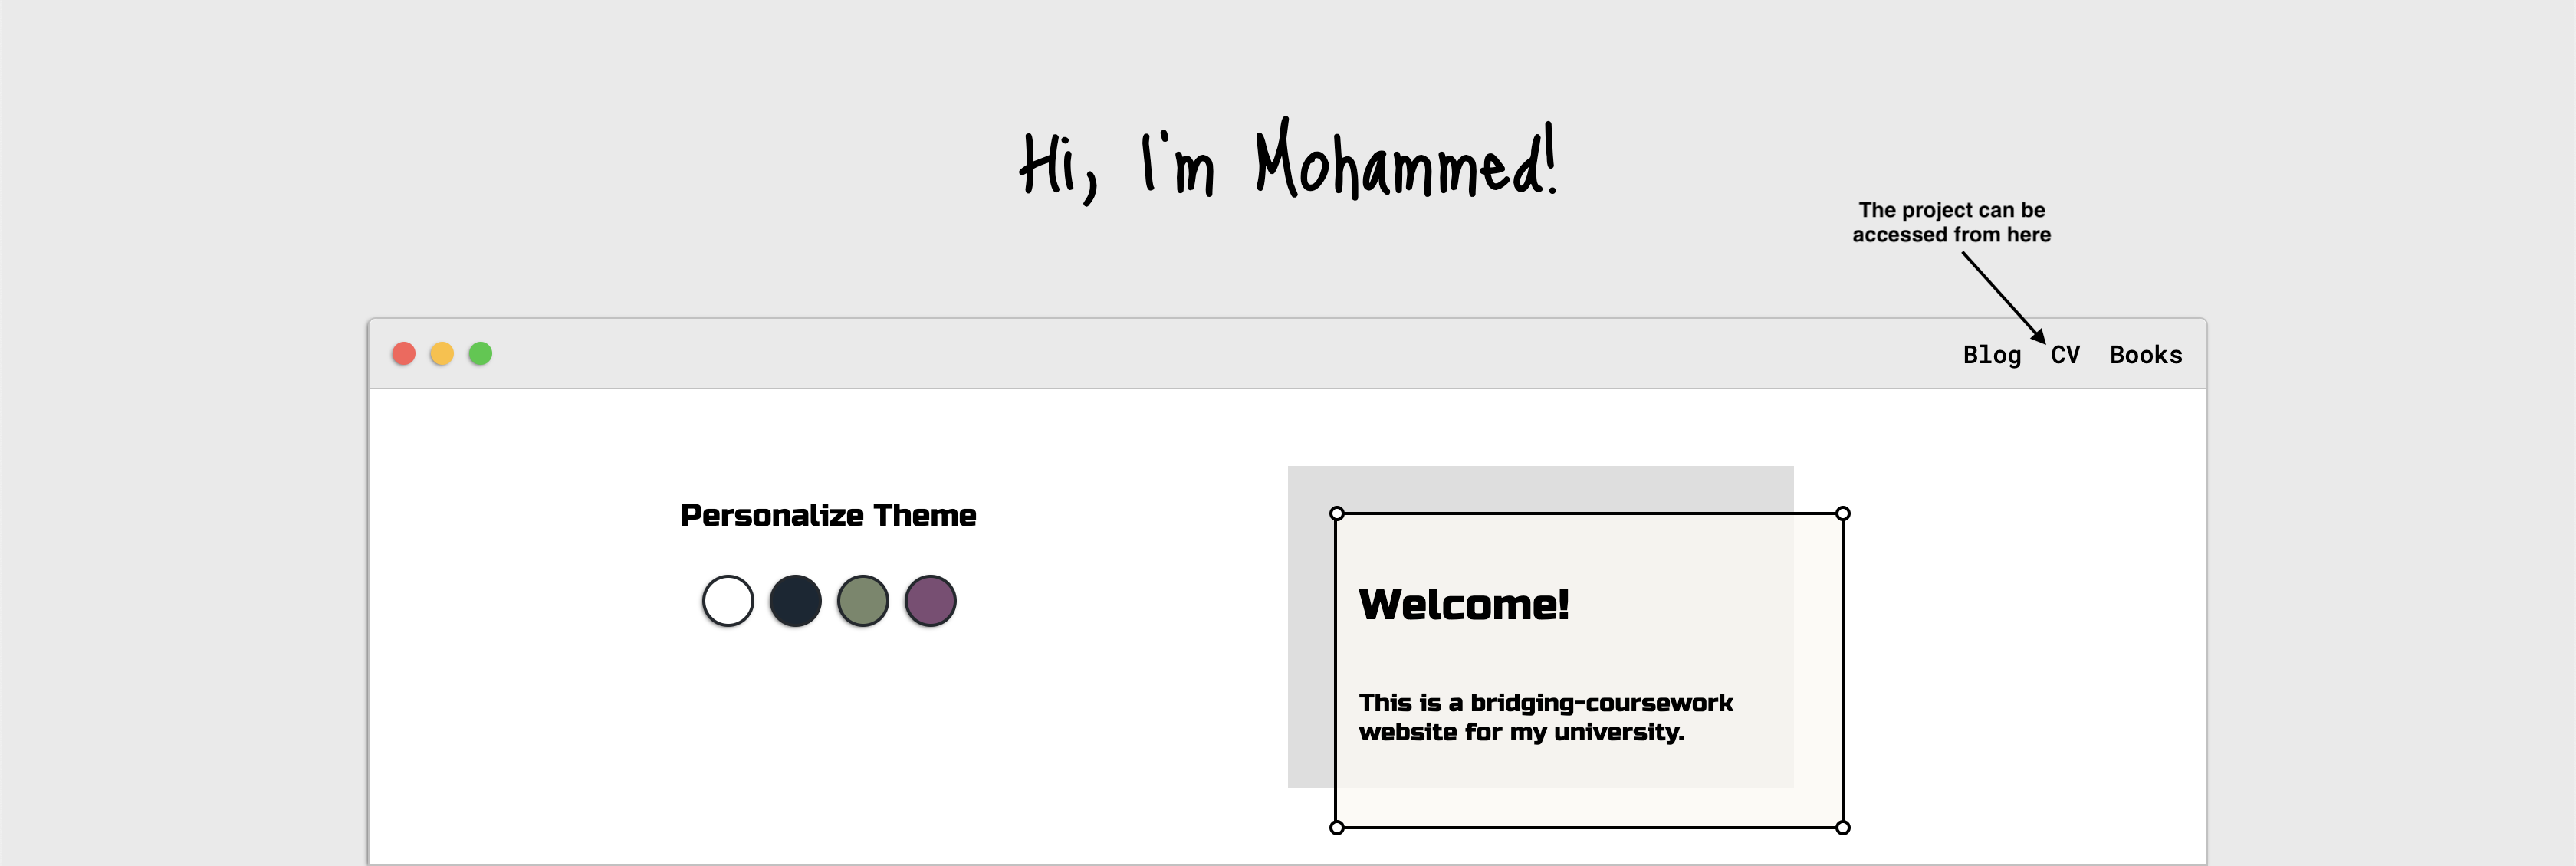 Hi, I'm Mohammed!
The project can be
accessed from here
Blog CV Books
Personalize Theme
Welcome!
This is a bridging-coursework
website for my university.